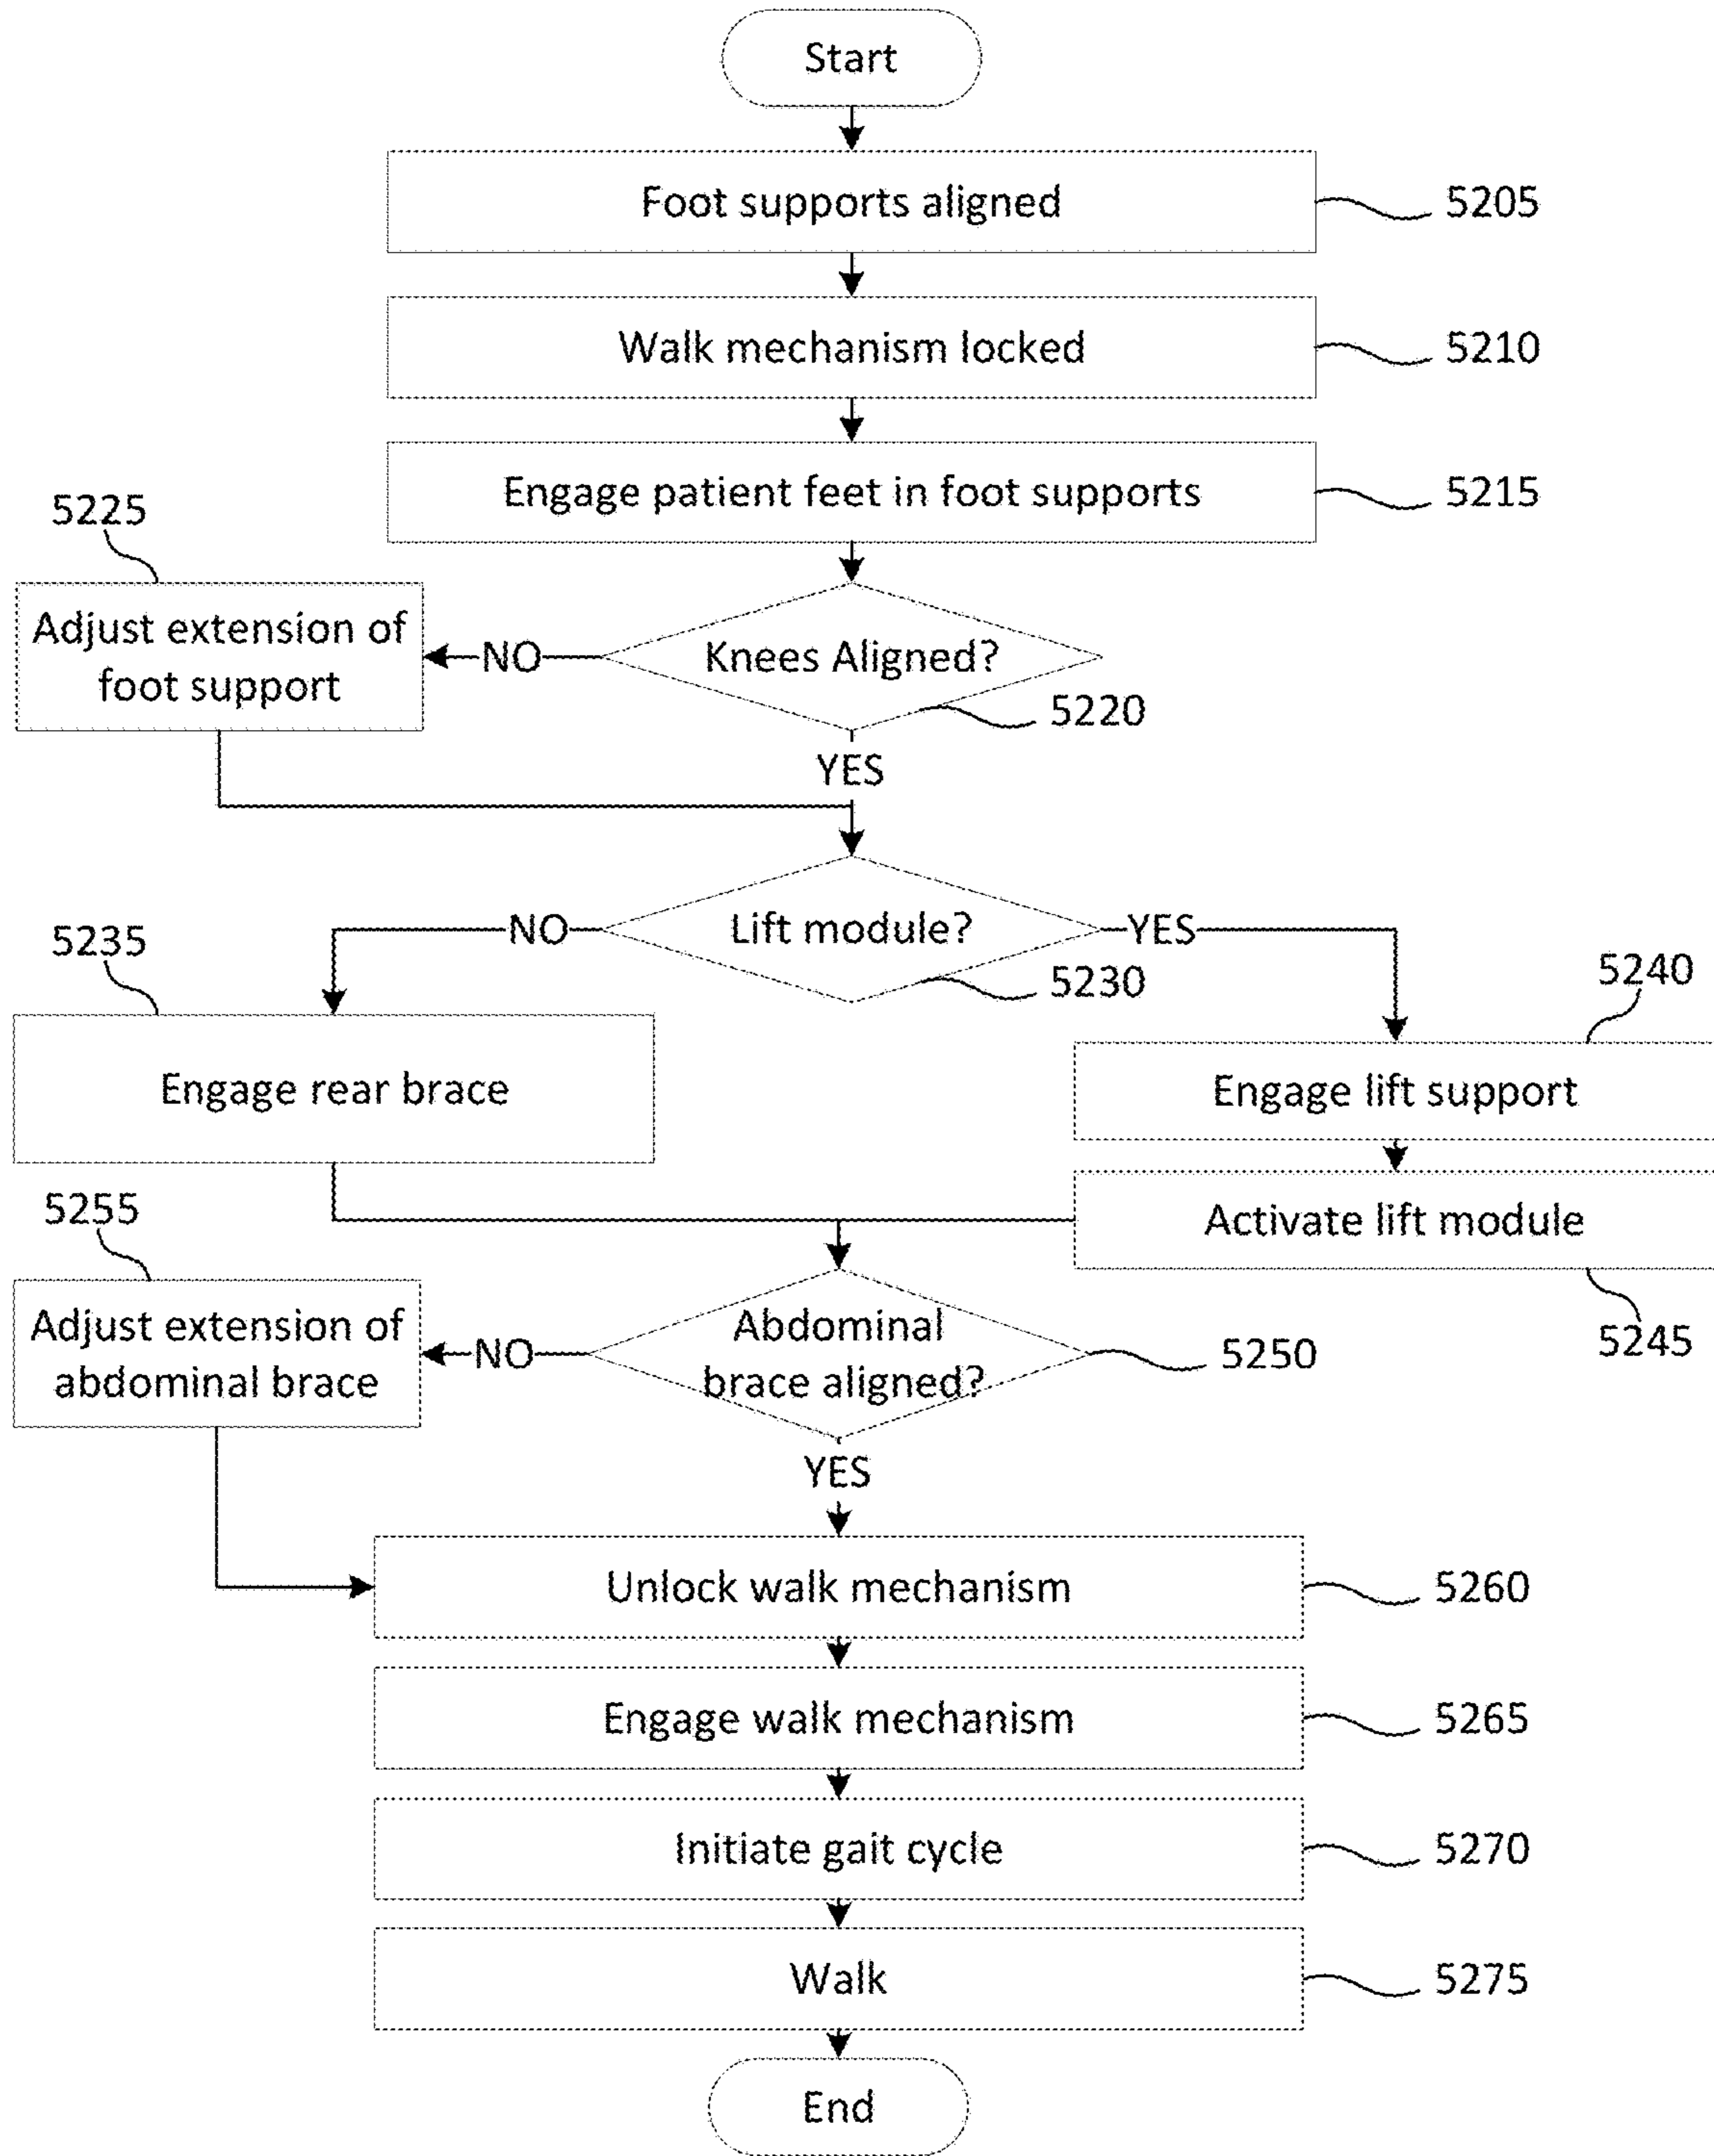 Start
Foot supports aligned
5205
Walk mechanism locked
5210
Engage patient feet in foot supports
5215
5225
Adjust extension of
foot support
NO
Knees Aligned?
5220
YES
Lift module?
5230
NO
YES
5235
Engage rear brace
5240
Engage lift support
Activate lift module
5245
5255
Adjust extension of
abdominal brace
NO
Abdominal
brace aligned?
5250
YES
Unlock walk mechanism
5260
Engage walk mechanism
5265
Initiate gait cycle
5270
Walk
5275
End